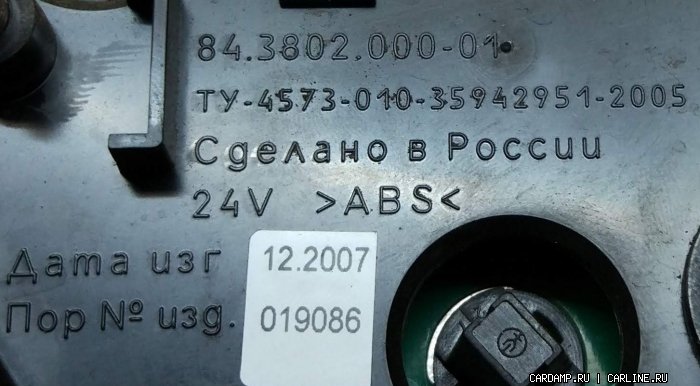 84.3802.000-01
ТУ-4573-010-35942951-2005
Сделано в России
24V >ABS<
Дата изг 12.2007
Пор № изд. 019086
CARDAMP.RU | CARLINE.RU